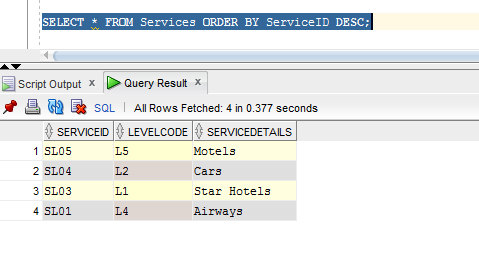 SELECT * FROM Services ORDER BY ServiceID DESC;
Script Output x Query Result x
SQL | All Rows Fetched: 4 in 0.377 seconds
SERVICEID LEVELCODE SERVICEDETAILS
1 SL05 L5 Motels
2 SL04 L2 Cars
3 SL03 L1 Star Hotels
4 SL01 L4 Airways